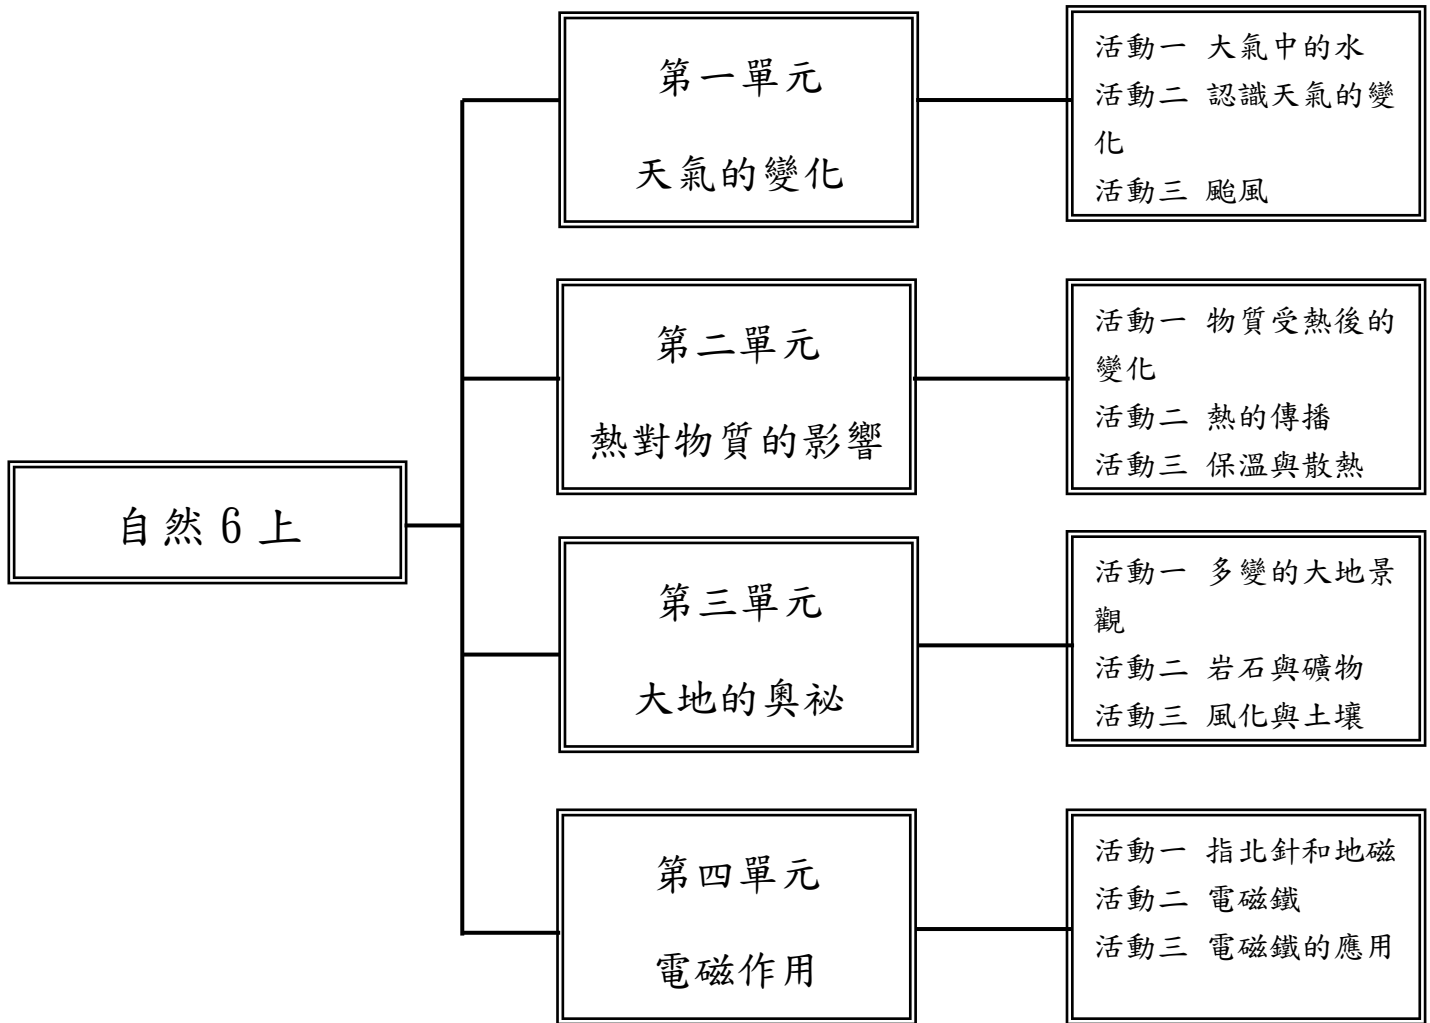 自然 6 上
第一單元
天氣的變化
活動一 大氣中的水
活動二 認識天氣的變
化
活動三 颱風
第二單元
熱對物質的影響
活動一 物質受熱後的
變化
活動二 熱的傳播
活動三 保溫與散熱
第三單元
大地的奧祕
活動一 多變的大地景
觀
活動二 岩石與礦物
活動三 風化與土壤
第四單元
電磁作用
活動一 指北針和地磁
活動二 電磁鐵
活動三 電磁鐵的應用